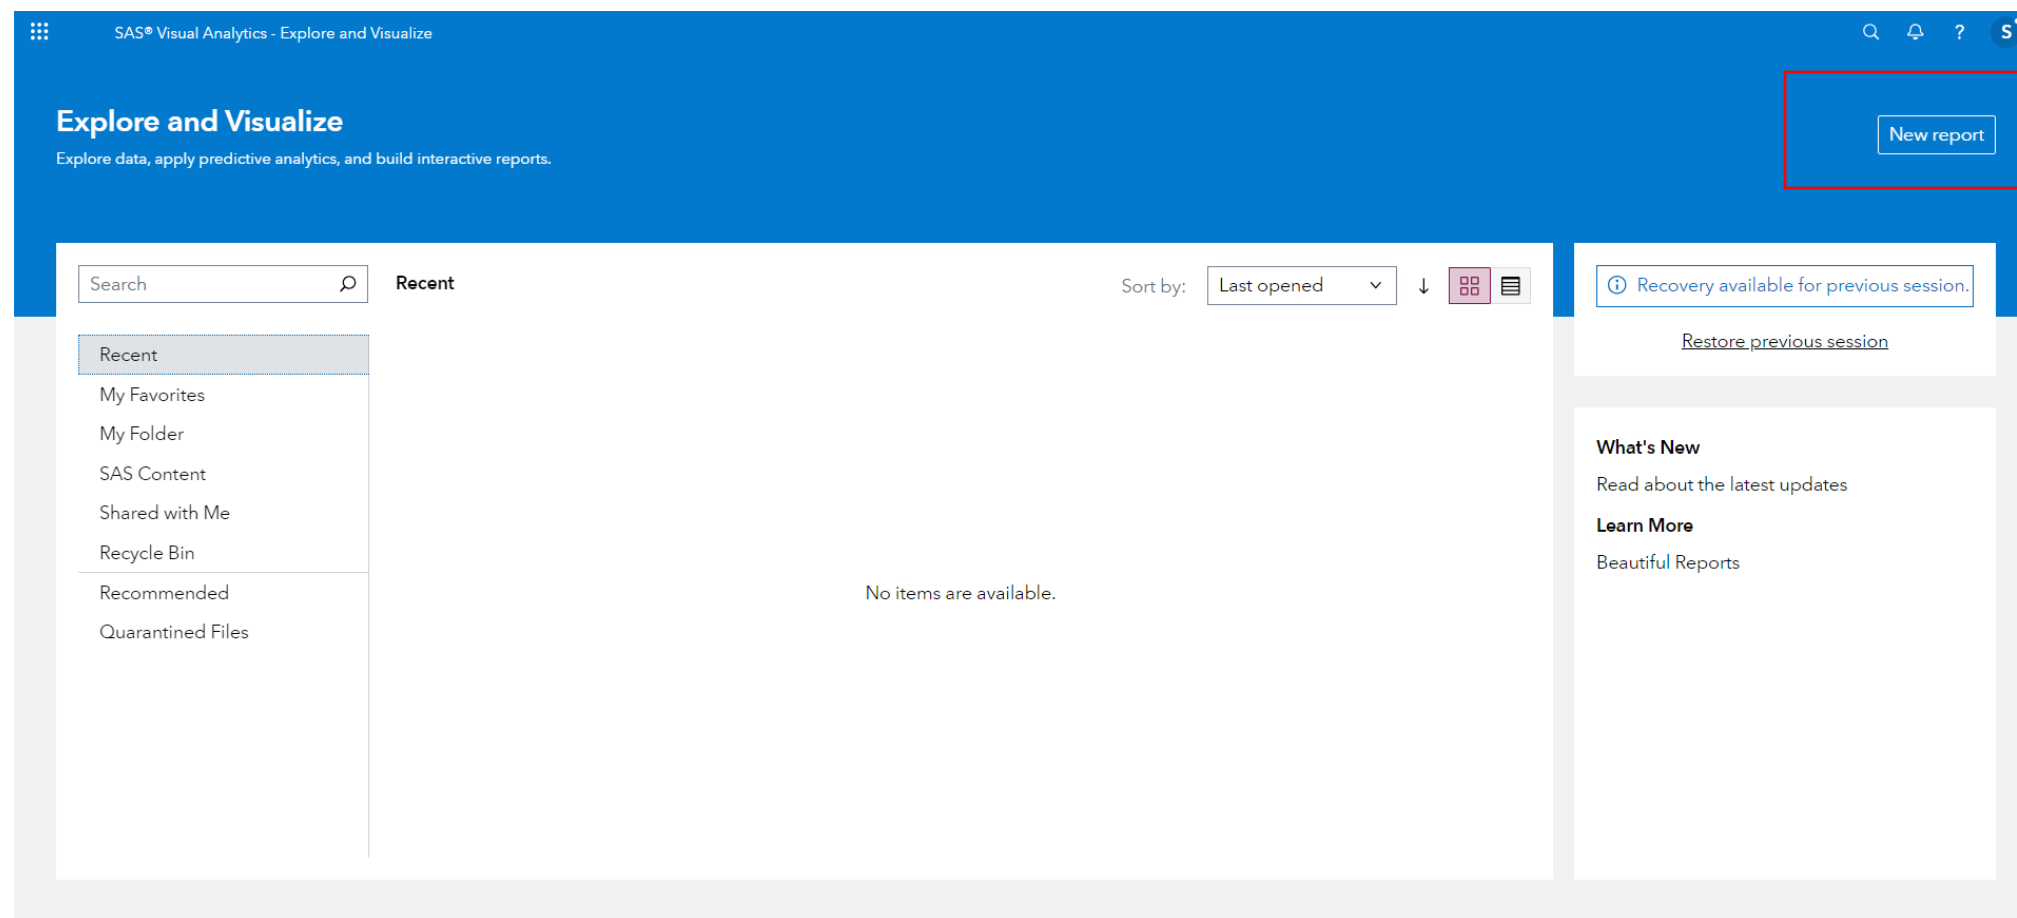 SAS® Visual Analytics - Explore and Visualize
?
S
Explore and Visualize
Explore data, apply predictive analytics, and build interactive reports.
New report
Search
Recent
Sort by:
Last opened
Recovery available for previous session.
Restore previous session
Recent
My Favorites
My Folder
SAS Content
Shared with Me
Recycle Bin
Recommended
Quarantined Files
No items are available.
What's New
Read about the latest updates
Learn More
Beautiful Reports